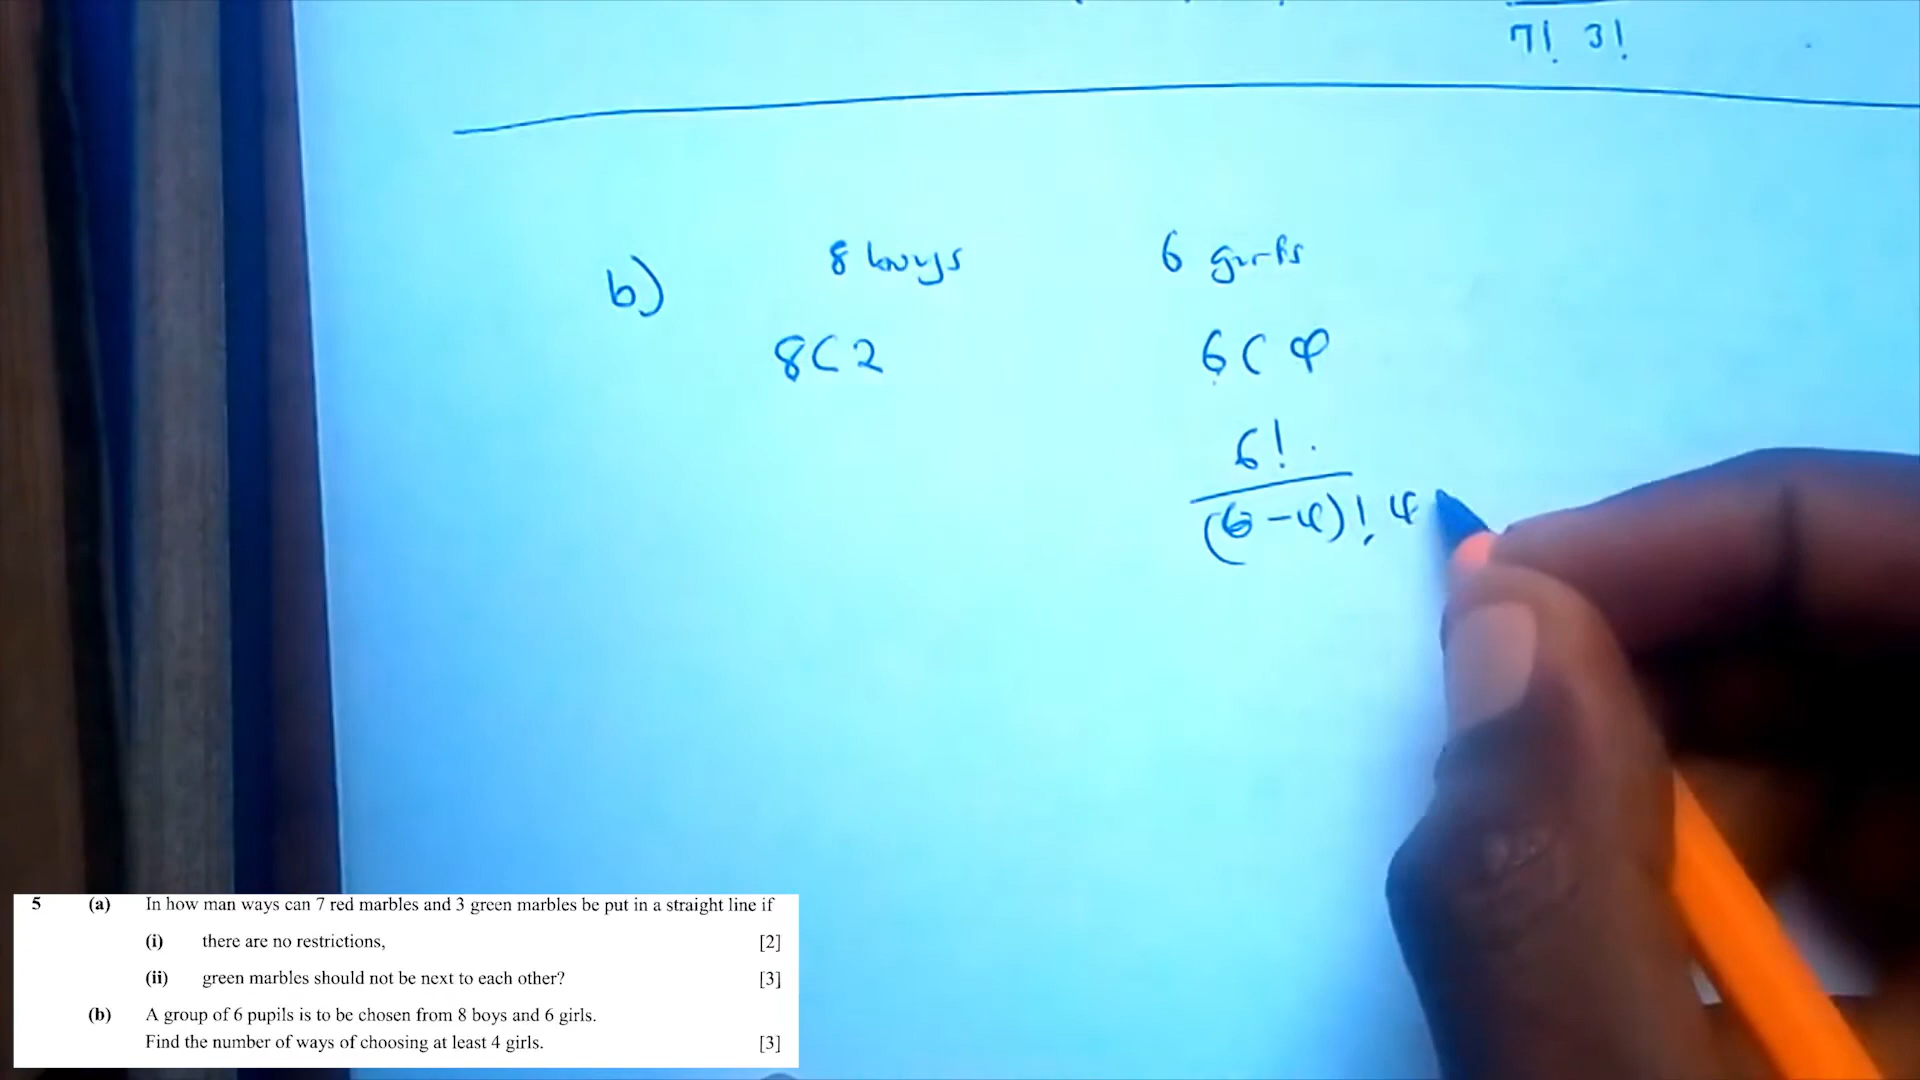 7! 3!
b) 8 boys 6 girls
8C2 6C4
6!
(6-4)! 4
5 (a) In how man ways can 7 red marbles and 3 green marbles be put in a straight line if
(i) there are no restrictions, [2]
(ii) green marbles should not be next to each other? [3]
(b) A group of 6 pupils is to be chosen from 8 boys and 6 girls.
Find the number of ways of choosing at least 4 girls. [3]